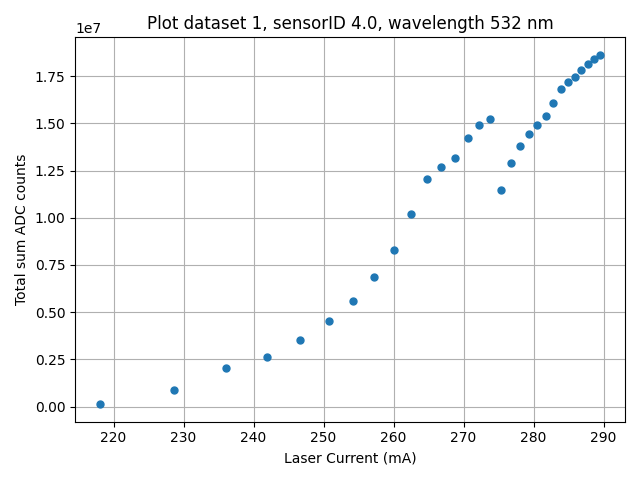 Plot dataset 1, sensorID 4.0, wavelength 532 nm
1e7
1.75
1.50
1.25
1.00
0.75
0.50
0.25
0.00
Total sum ADC counts
220 230 240 250 260 270 280 290
Laser Current (mA)